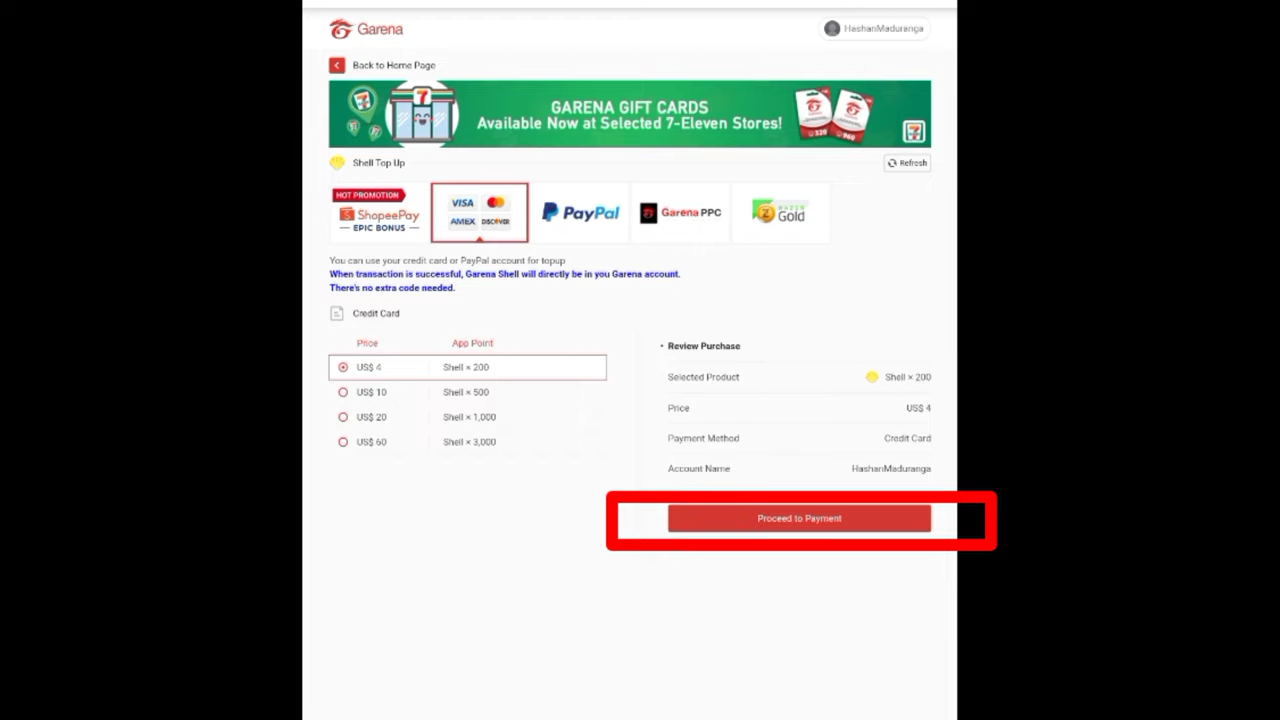 Garena
HashanMaduranga
Back to Home Page
7
GARENA GIFT CARDS
Available Now at Selected 7-Eleven Stores!
Shell Top Up
Refresh
HOT PROMOTION
ShopeePay
EPIC BONUS
VISA
AMEX DISCOVER
PayPal
Garena PPC
Gold
You can use your credit card or PayPal account for topup
When transaction is successful, Garena Shell will directly be in you Garena account.
There's no extra code needed.
Credit Card
Price App Point
US$ 4 Shell × 200
US$ 10 Shell × 500
US$ 20 Shell × 1,000
US$ 60 Shell × 3,000
• Review Purchase
Selected Product Shell × 200
Price US$ 4
Payment Method Credit Card
Account Name HashanMaduranga
Proceed to Payment